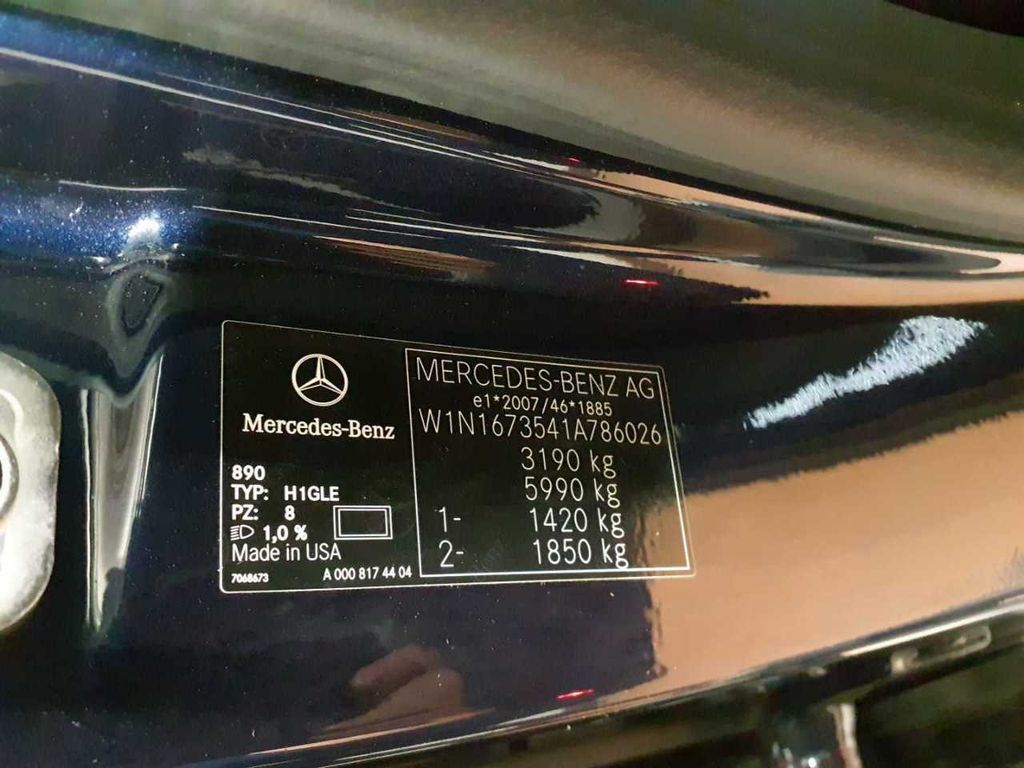 Mercedes-Benz
890
TYP: H1GLE
PZ: 8
1,0 %
Made in USA
7068673
A 000 817 44 04
MERCEDES-BENZ AG
e1*2007/46*1885
W1N1673541A786026
3190 kg
5990 kg
1- 1420 kg
2- 1850 kg